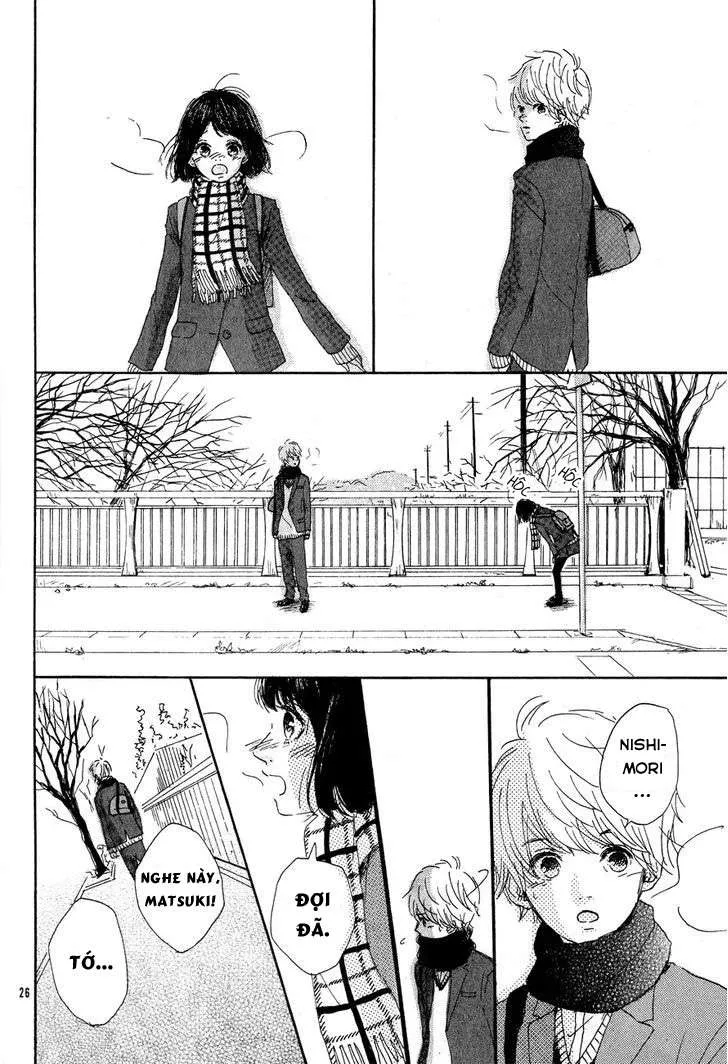 HỘC
HỘC
NISHI-
MORI
...
ĐỢI
ĐÃ.
NGHE NÀY,
MATSUKI!
TỚ...
26